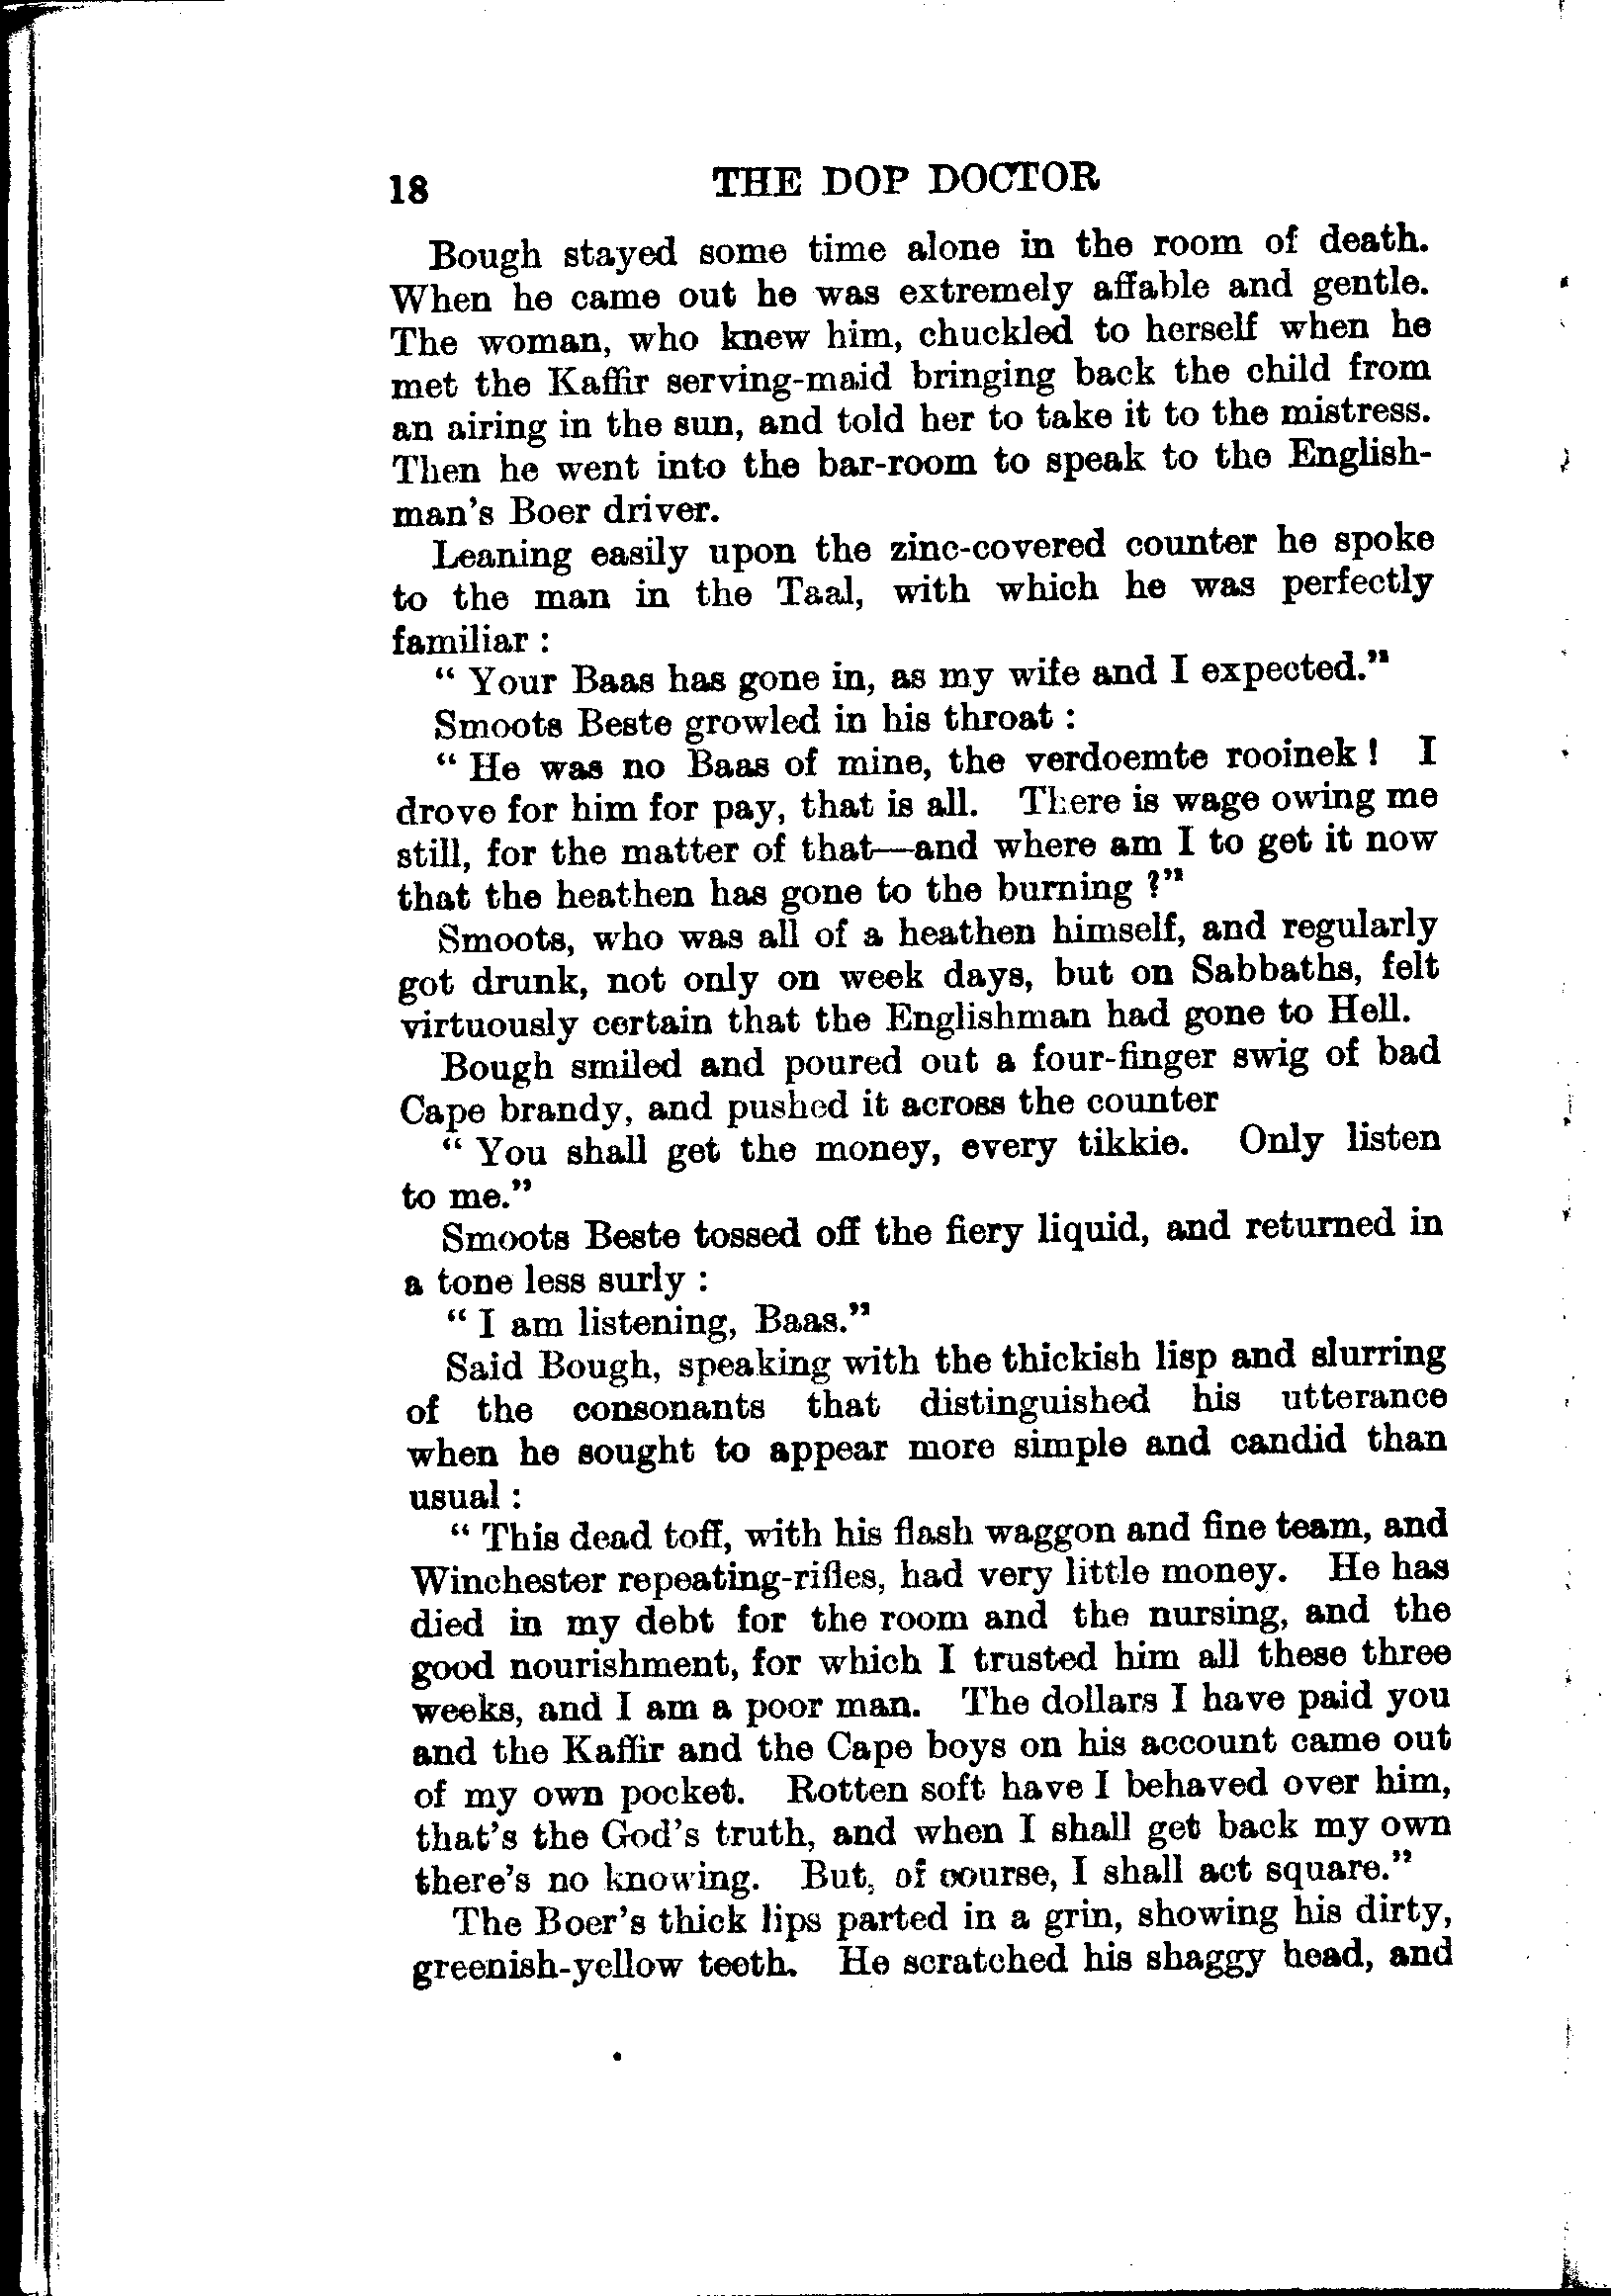 18 THE DOP DOCTOR
Bough stayed some time alone in the room of death.
When he came out he was extremely affable and gentle.
The woman, who knew him, chuckled to herself when he
met the Kaffir serving-maid bringing back the child from
an airing in the sun, and told her to take it to the mistress.
Then he went into the bar-room to speak to the English-
man's Boer driver.
Leaning easily upon the zinc-covered counter he spoke
to the man in the Taal, with which he was perfectly
familiar :
“ Your Baas has gone in, as my wife and I expected.”
Smoots Beste growled in his throat :
“ He was no Baas of mine, the verdoemte rooinek ! I
drove for him for pay, that is all. There is wage owing me
still, for the matter of that—and where am I to get it now
that the heathen has gone to the burning ?”
Smoots, who was all of a heathen himself, and regularly
got drunk, not only on week days, but on Sabbaths, felt
virtuously certain that the Englishman had gone to Hell.
Bough smiled and poured out a four-finger swig of bad
Cape brandy, and pushed it across the counter
“ You shall get the money, every tikkie. Only listen
to me.”
Smoots Beste tossed off the fiery liquid, and returned in
a tone less surly :
“ I am listening, Baas.”
Said Bough, speaking with the thickish lisp and slurring
of the consonants that distinguished his utterance
when he sought to appear more simple and candid than
usual :
“ This dead toff, with his flash waggon and fine team, and
Winchester repeating-rifles, had very little money. He has
died in my debt for the room and the nursing, and the
good nourishment, for which I trusted him all these three
weeks, and I am a poor man. The dollars I have paid you
and the Kaffir and the Cape boys on his account came out
of my own pocket. Rotten soft have I behaved over him,
that's the God's truth, and when I shall get back my own
there's no knowing. But, of course, I shall act square.”
The Boer's thick lips parted in a grin, showing his dirty,
greenish-yellow teeth. He scratched his shaggy head, and